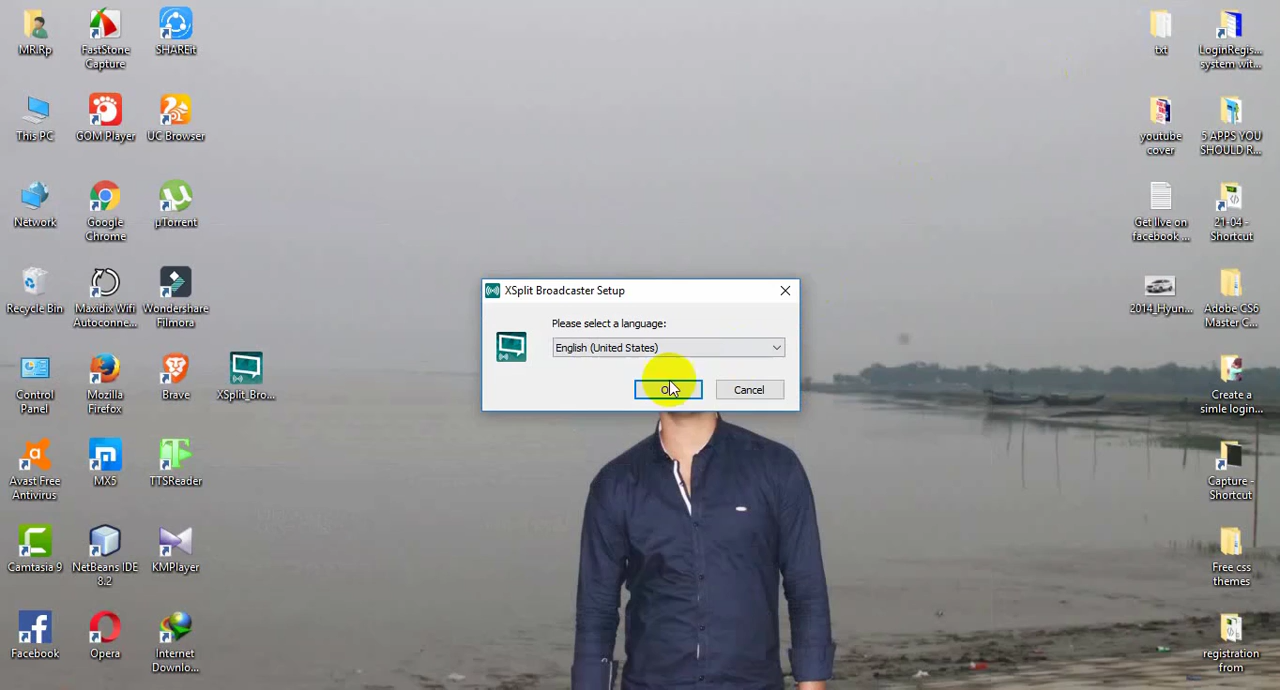 MR.Rp
FastStone
Capture
SHAREit
This PC
GOM Player
UC Browser
Network
Google
Chrome
µTorrent
Recycle Bin
Maxidix Wifi
Autoconne...
Wondershare
Filmora
Control
Panel
Mozilla
Firefox
Brave
XSplit_Bro...
Avast Free
Antivirus
MX5
TTSReader
Camtasia 9
NetBeans IDE
8.2
KMPlayer
Facebook
Opera
Internet
Downlo...
XSplit Broadcaster Setup
Please select a language:
English (United States)
Cancel
txt
LoginRegis...
system wit...
youtube
cover
5 APPS YOU
SHOULD R...
Get live on
facebook ...
21-04 -
Shortcut
2014_Hyun...
Adobe CS6
Master C...
Create a
simle login...
Capture -
Shortcut
Free css
themes
registration
from